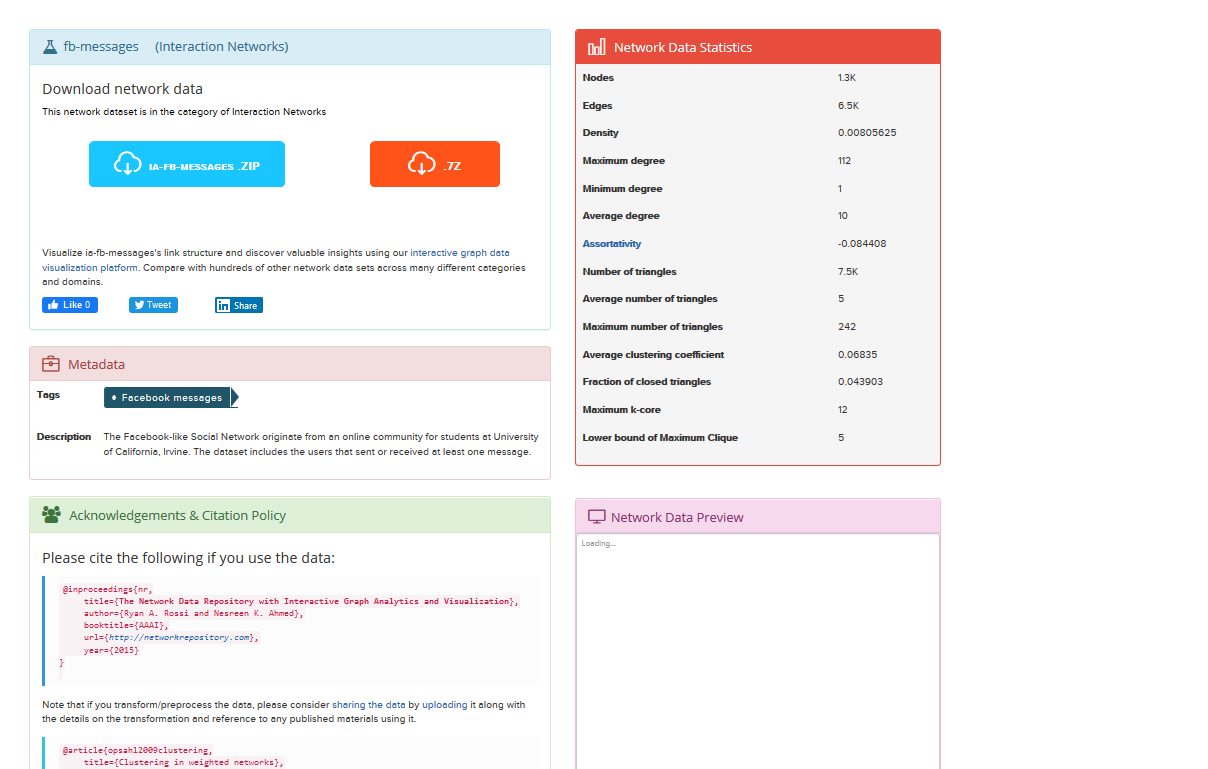 fb-messages (Interaction Networks)
Download network data
This network dataset is in the category of Interaction Networks
IA-FB-MESSAGES .ZIP
.7Z
Visualize ia-fb-messages's link structure and discover valuable insights using our interactive graph data
visualization platform. Compare with hundreds of other network data sets across many different categories
and domains.
Like 0
Tweet
in Share
Metadata
Tags
• Facebook messages
Description
The Facebook-like Social Network originate from an online community for students at University
of California, Irvine. The dataset includes the users that sent or received at least one message.
Acknowledgements & Citation Policy
Please cite the following if you use the data:
@inproceedings{nr,
title={The Network Data Repository with Interactive Graph Analytics and Visualization},
author={Ryan A. Rossi and Nesreen K. Ahmed},
booktitle={AAAI},
url={http://networkrepository.com},
year={2015}
}
Note that if you transform/preprocess the data, please consider sharing the data by uploading it along with
the details on the transformation and reference to any published materials using it.
@article{opsahl2009clustering,
title={Clustering in weighted networks},
Network Data Statistics
Nodes 1.3K
Edges 6.5K
Density 0.00805625
Maximum degree 112
Minimum degree 1
Average degree 10
Assortativity -0.084408
Number of triangles 7.5K
Average number of triangles 5
Maximum number of triangles 242
Average clustering coefficient 0.06835
Fraction of closed triangles 0.043903
Maximum k-core 12
Lower bound of Maximum Clique 5
Network Data Preview
Loading...